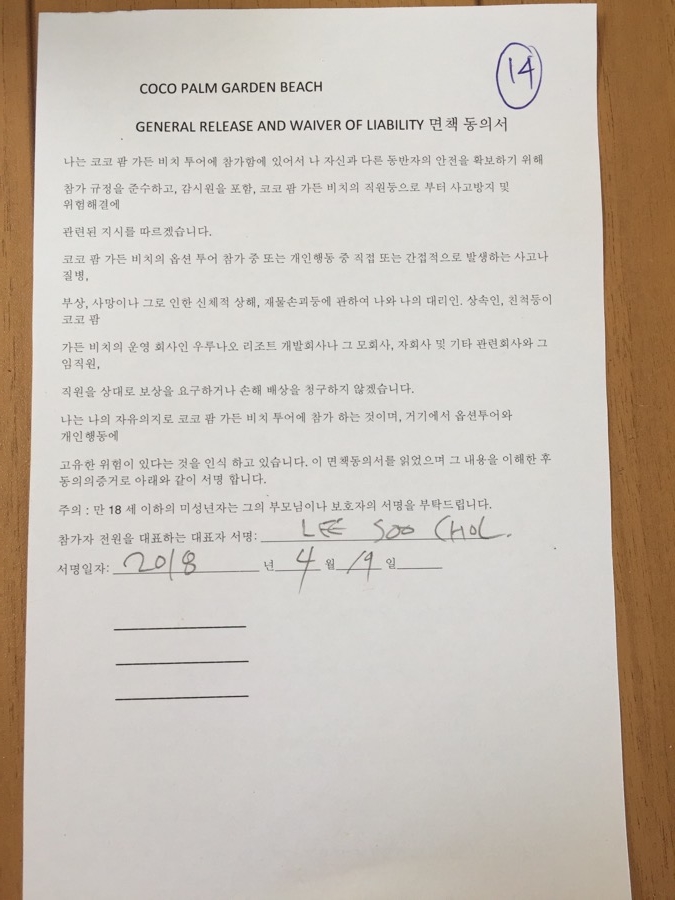 14
COCO PALM GARDEN BEACH
GENERAL RELEASE AND WAIVER OF LIABILITY 면책 동의서
나는 코코 팜 가든 비치 투어에 참가함에 있어서 나 자신과 다른 동반자의 안전을 확보하기 위해
참가 규정을 준수하고, 감시원을 포함, 코코 팜 가든 비치의 직원등으로 부터 사고방지 및
위험해결에
관련된 지시를 따르겠습니다.
코코 팜 가든 비치의 옵션 투어 참가 중 또는 개인행동 중 직접 또는 간접적으로 발생하는 사고나
질병,
부상, 사망이나 그로 인한 신체적 상해, 재물손괴등에 관하여 나와 나의 대리인. 상속인, 친척등이
코코 팜
가든 비치의 운영 회사인 우루나오 리조트 개발회사나 그 모회사, 자회사 및 기타 관련회사와 그
임직원,
직원을 상대로 보상을 요구하거나 손해 배상을 청구하지 않겠습니다.
나는 나의 자유의지로 코코 팜 가든 비치 투어에 참가 하는 것이며, 거기에서 옵션투어와
개인행동에
고유한 위험이 있다는 것을 인식 하고 있습니다. 이 면책동의서를 읽었으며 그 내용을 이해한 후
동의의증거로 아래와 같이 서명 합니다.
주의 : 만 18 세 이하의 미성년자는 그의 부모님이나 보호자의 서명을 부탁드립니다.
참가자 전원을 대표하는 대표자 서명: LEE SOO CHOL.
서명일자: 2018 년 4 월 19 일